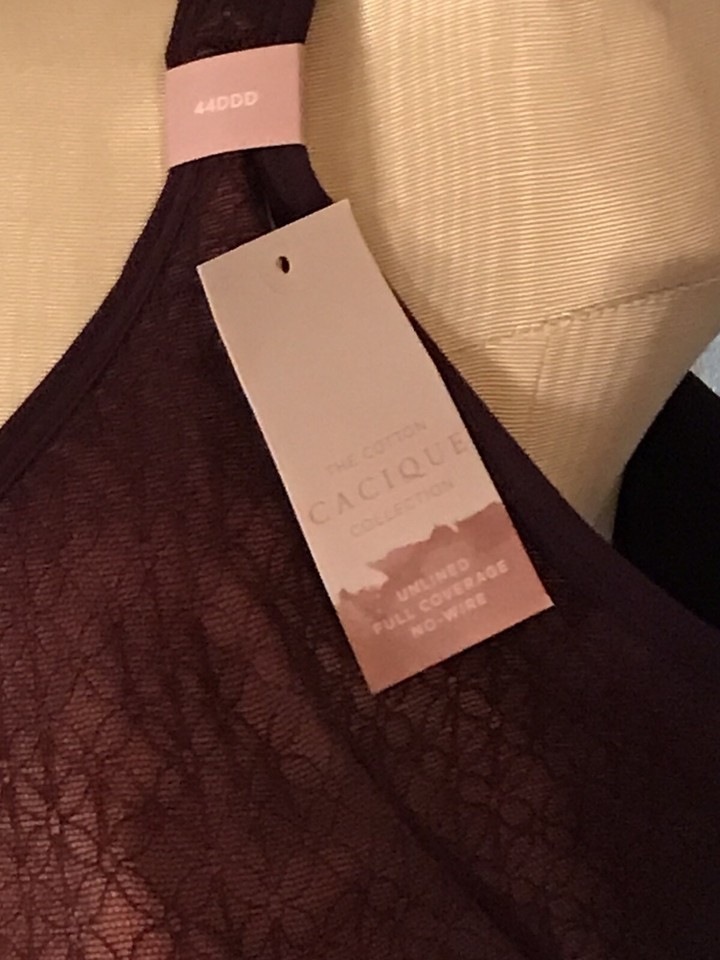 44DDD
THE COTTON
CACIQUE
COLLECTION
UNLINED
FULL COVERAGE
NO-WIRE